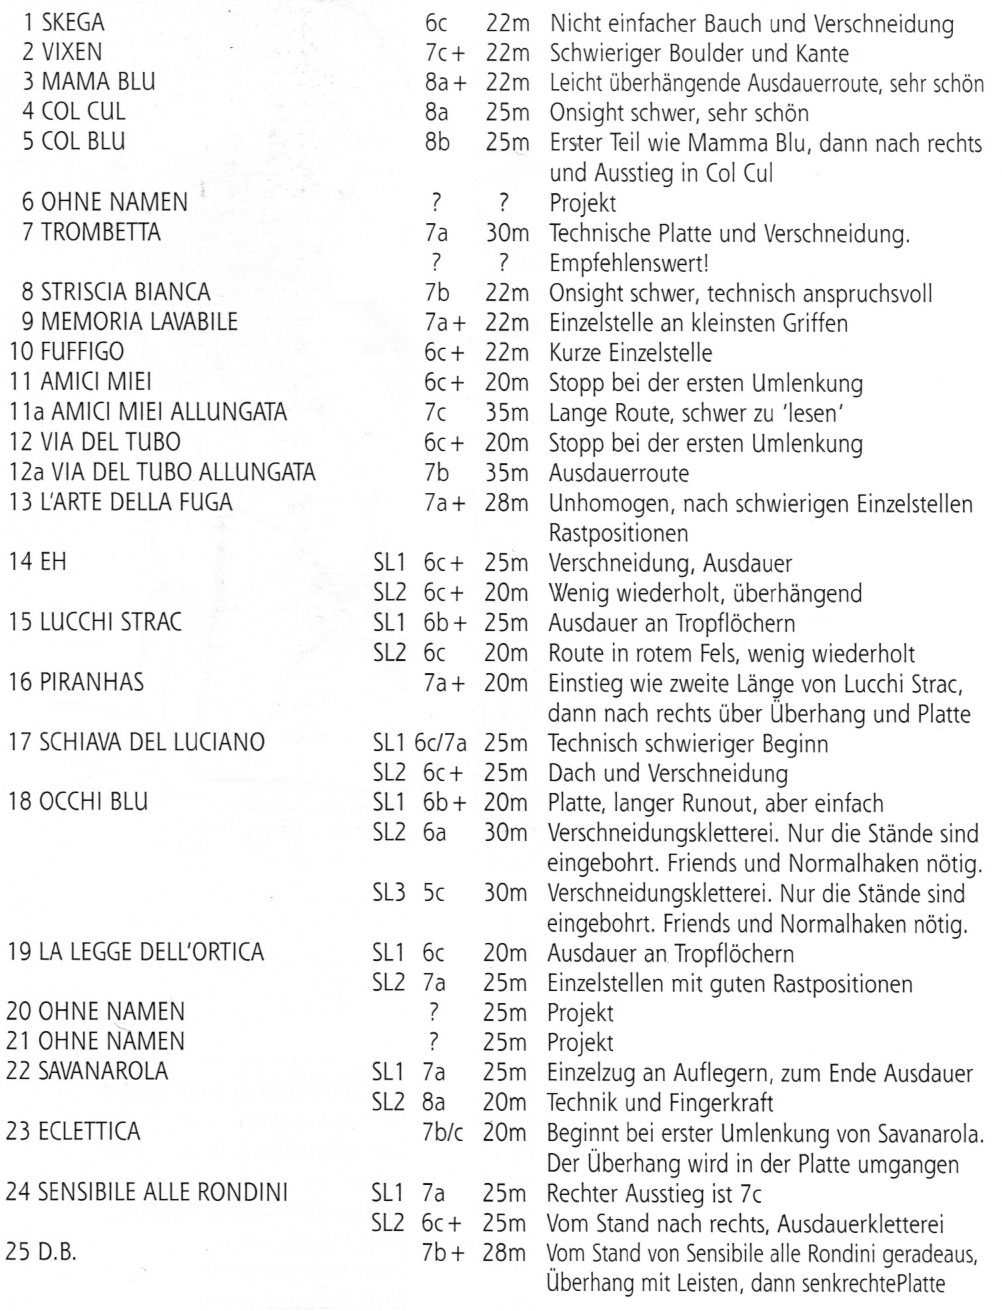 1 SKEGA 6c 22m Nicht einfacher Bauch und Verschneidung
2 VIXEN 7c+ 22m Schwieriger Boulder und Kante
3 MAMA BLU 8a+ 22m Leicht überhängende Ausdauerroute, sehr schön
4 COL CUL 8a 25m Onsight schwer, sehr schön
5 COL BLU 8b 25m Erster Teil wie Mamma Blu, dann nach rechts
und Ausstieg in Col Cul
6 OHNE NAMEN ? ? Projekt
7 TROMBETTA 7a 30m Technische Platte und Verschneidung.
? ? Empfehlenswert!
8 STRISCIA BIANCA 7b 22m Onsight schwer, technisch anspruchsvoll
9 MEMORIA LAVABILE 7a+ 22m Einzelstelle an kleinsten Griffen
10 FUFFIGO 6c+ 22m Kurze Einzelstelle
11 AMICI MIEI 6c+ 20m Stopp bei der ersten Umlenkung
11a AMICI MIEI ALLUNGATA 7c 35m Lange Route, schwer zu 'lesen'
12 VIA DEL TUBO 6c+ 20m Stopp bei der ersten Umlenkung
12a VIA DEL TUBO ALLUNGATA 7b 35m Ausdauerroute
13 L'ARTE DELLA FUGA 7a+ 28m Unhomogen, nach schwierigen Einzelstellen
Rastpositionen
14 EH SL1 6c+ 25m Verschneidung, Ausdauer
SL2 6c+ 20m Wenig wiederholt, überhängend
15 LUCCHI STRAC SL1 6b+ 25m Ausdauer an Tropflöchern
SL2 6c 20m Route in rotem Fels, wenig wiederholt
16 PIRANHAS 7a+ 20m Einstieg wie zweite Länge von Lucchi Strac,
dann nach rechts über Überhang und Platte
17 SCHIAVA DEL LUCIANO SL1 6c/7a 25m Technisch schwieriger Beginn
SL2 6c+ 25m Dach und Verschneidung
18 OCCHI BLU SL1 6b+ 20m Platte, langer Runout, aber einfach
SL2 6a 30m Verschneidungskletterei. Nur die Stände sind
eingebohrt. Friends und Normalhaken nötig.
SL3 5c 30m Verschneidungskletterei. Nur die Stände sind
eingebohrt. Friends und Normalhaken nötig.
19 LA LEGGE DELL'ORTICA SL1 6c 20m Ausdauer an Tropflöchern
SL2 7a 25m Einzelstellen mit guten Rastpositionen
20 OHNE NAMEN ? 25m Projekt
21 OHNE NAMEN ? 25m Projekt
22 SAVANAROLA SL1 7a 25m Einzelzug an Auflegern, zum Ende Ausdauer
SL2 8a 20m Technik und Fingerkraft
23 ECLETTICA 7b/c 20m Beginnt bei erster Umlenkung von Savanarola.
Der Überhang wird in der Platte umgangen
24 SENSIBILE ALLE RONDINI SL1 7a 25m Rechter Ausstieg ist 7c
SL2 6c+ 25m Vom Stand nach rechts, Ausdauerkletterei
25 D.B. 7b+ 28m Vom Stand von Sensibile alle Rondini geradeaus,
Überhang mit Leisten, dann senkrechtePlatte